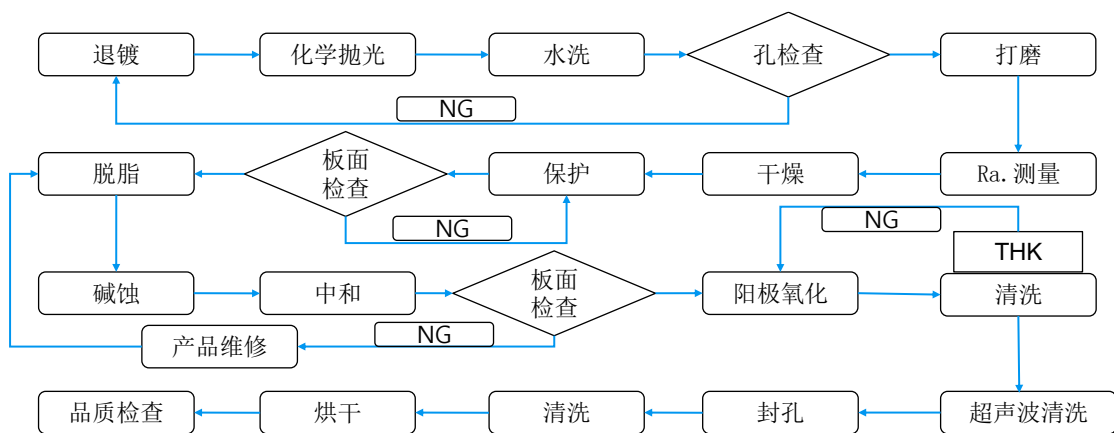 退镀
化学抛光
水洗
孔检查
打磨
NG
脱脂
板面
检查
保护
干燥
Ra.测量
NG
NG
THK
碱蚀
中和
板面
检查
阳极氧化
清洗
产品维修
NG
品质检查
烘干
清洗
封孔
超声波清洗